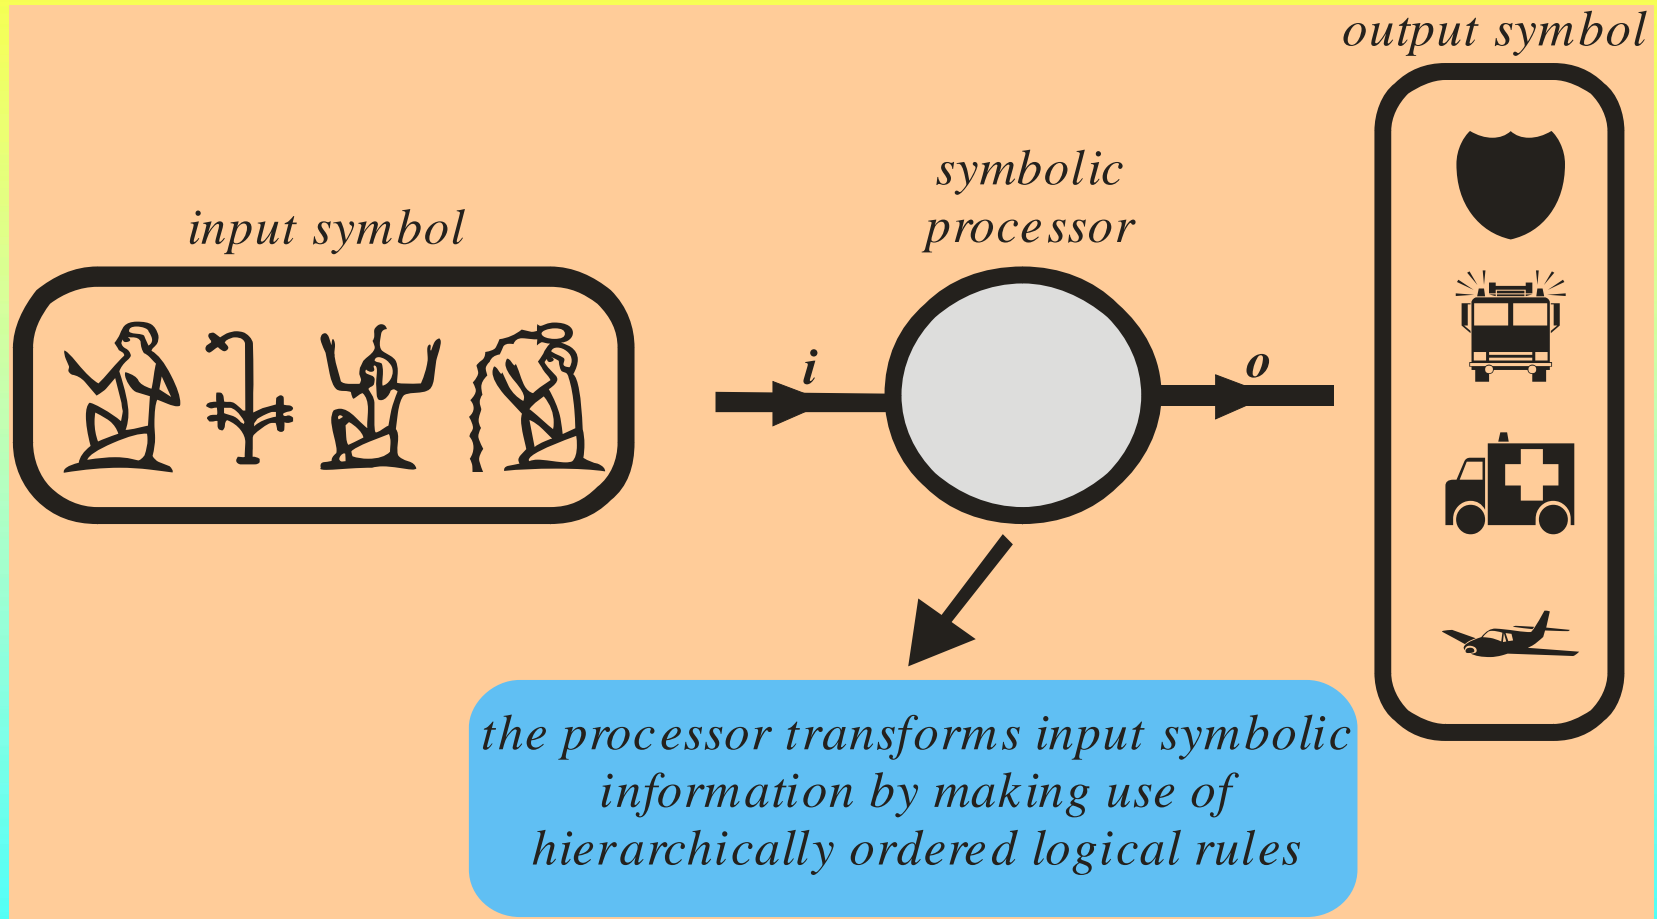 output symbol
symbolic
processor
input symbol
i
o
the processor transforms input symbolic
information by making use of
hierarchically ordered logical rules